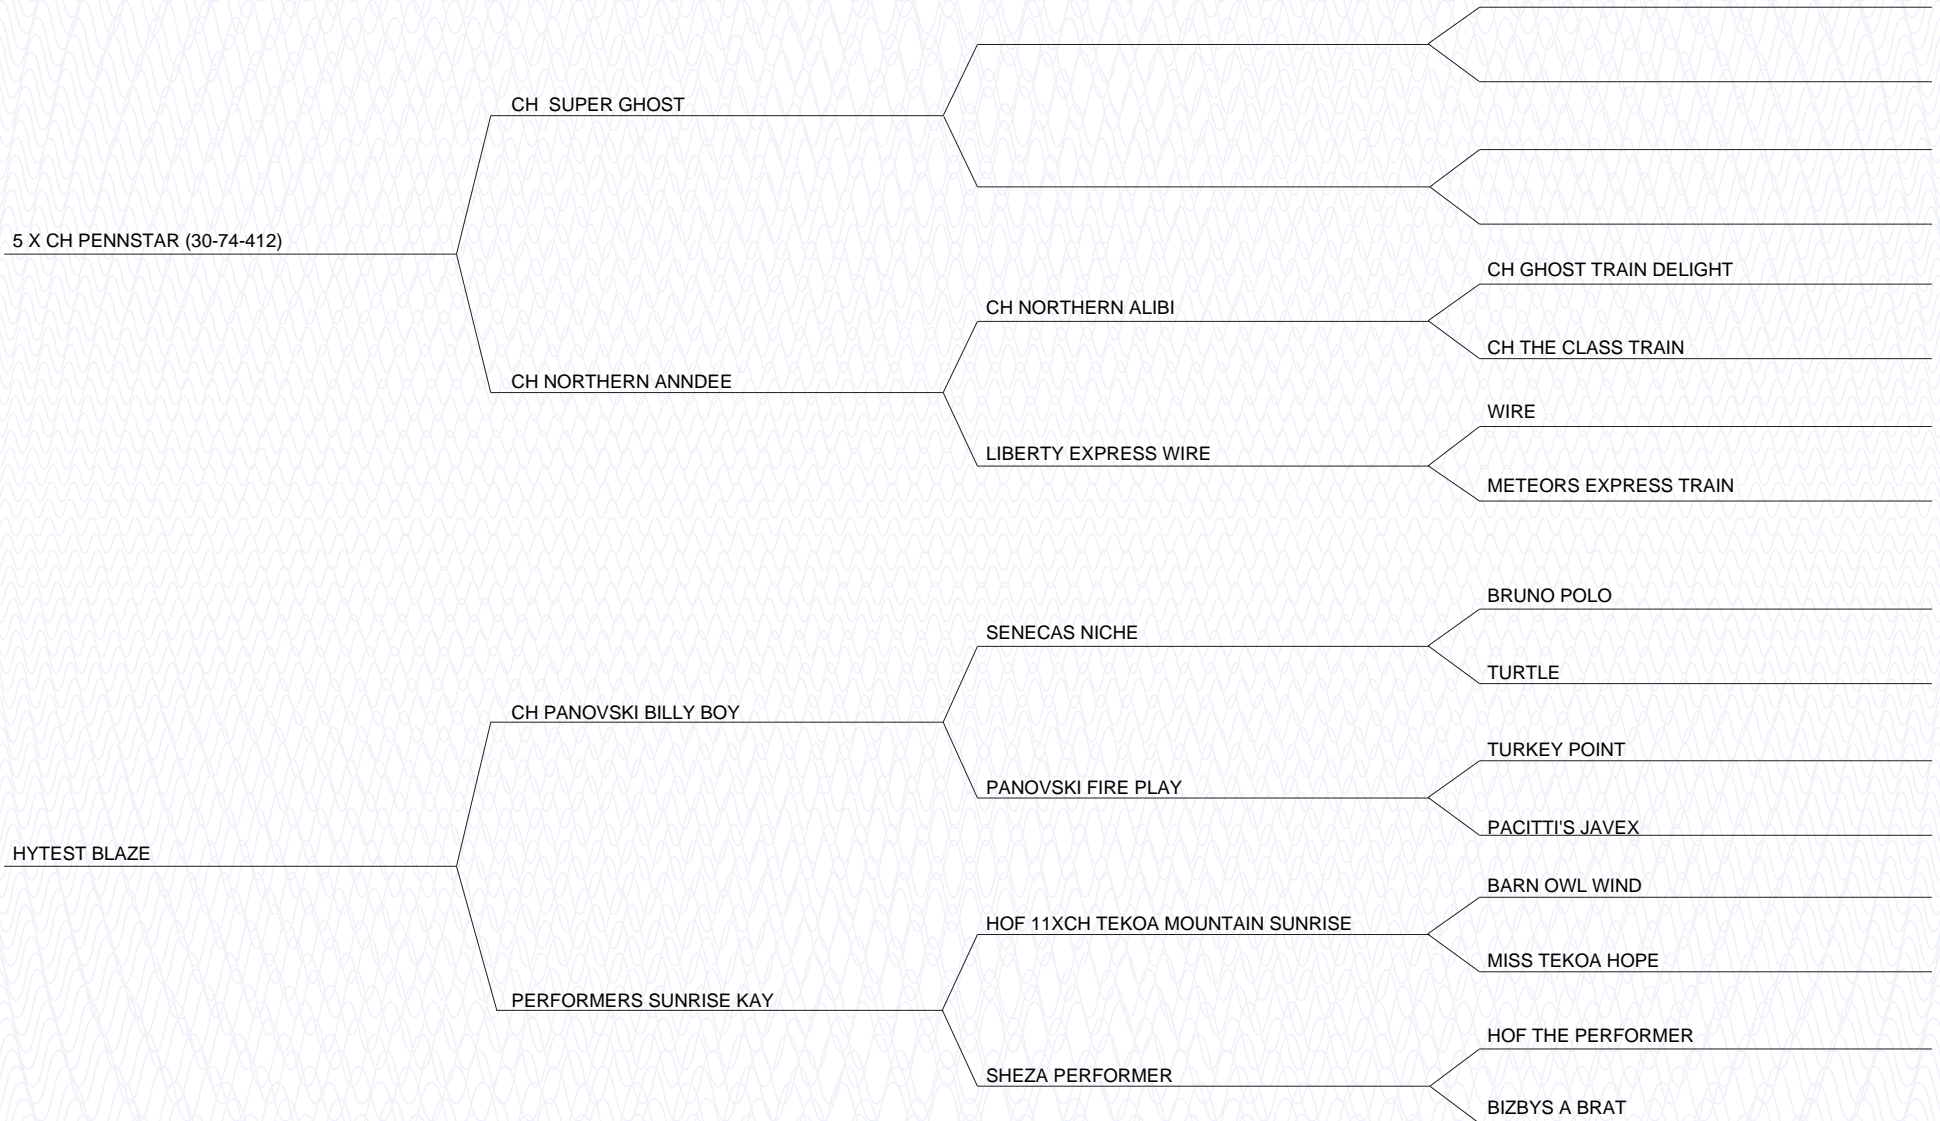 CH  SUPER GHOST
5 X CH PENNSTAR (30-74-412)
CH GHOST TRAIN DELIGHT
CH NORTHERN ALIBI
CH THE CLASS TRAIN
CH NORTHERN ANNDEE
WIRE
LIBERTY EXPRESS WIRE
METEORS EXPRESS TRAIN
BRUNO POLO
SENECAS NICHE
TURTLE
CH PANOVSKI BILLY BOY
TURKEY POINT
PANOVSKI FIRE PLAY
PACITTI'S JAVEX
HYTEST BLAZE
BARN OWL WIND
HOF 11XCH TEKOA MOUNTAIN SUNRISE
MISS TEKOA HOPE
PERFORMERS SUNRISE KAY
HOF THE PERFORMER
SHEZA PERFORMER
BIZBYS A BRAT